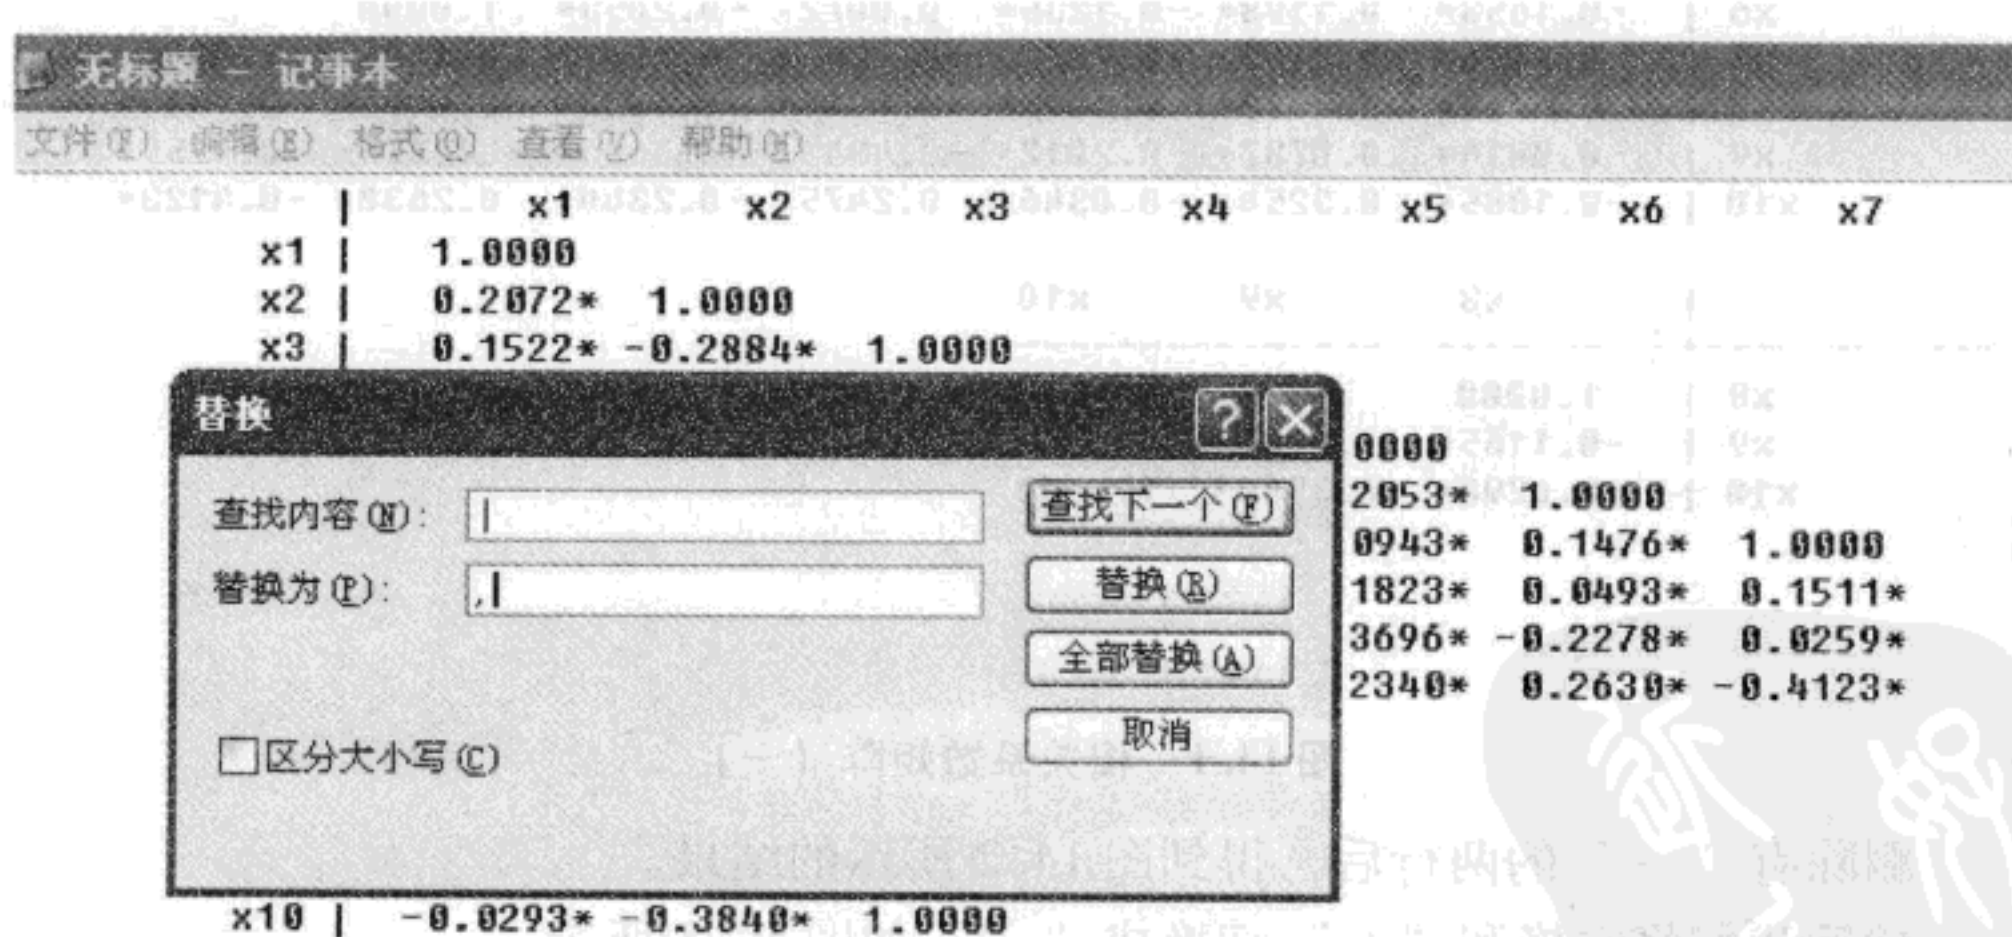 无标题 - 记事本
文件(F) 编辑(E) 格式(O) 查看(V) 帮助(H)
| x1 x2 x3 x4 x5 x6 x7
x1 | 1.0000
x2 | 0.2072* 1.0000
x3 | 0.1522* -0.2884* 1.0000
替换
0000
查找内容(N): |
查找下一个(F)
2053* 1.0000
0943* 0.1476* 1.0000
替换为(P): ,
替换(R)
1823* 0.0493* 0.1511*
3696* -0.2278* 0.0259*
全部替换(A)
2340* 0.2630* -0.4123*
取消
区分大小写(C)
x10 | -0.0293* -0.3840* 1.0000